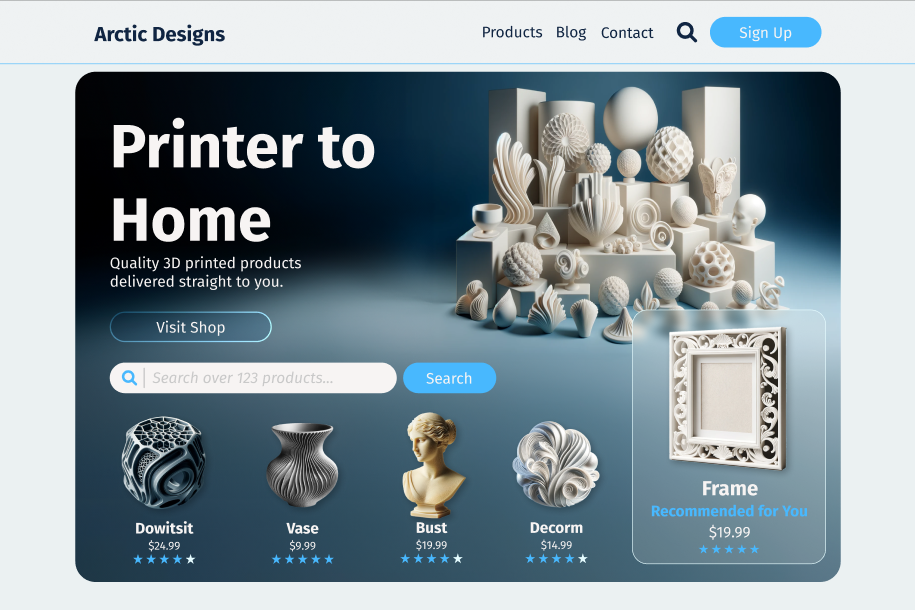 Arctic Designs
Products Blog Contact
Sign Up
Printer to
Home
Quality 3D printed products
delivered straight to you.
Visit Shop
Search over 123 products...
Search
Dowitsit
$24.99
Vase
$9.99
Bust
$19.99
Decorm
$14.99
Frame
Recommended for You
$19.99